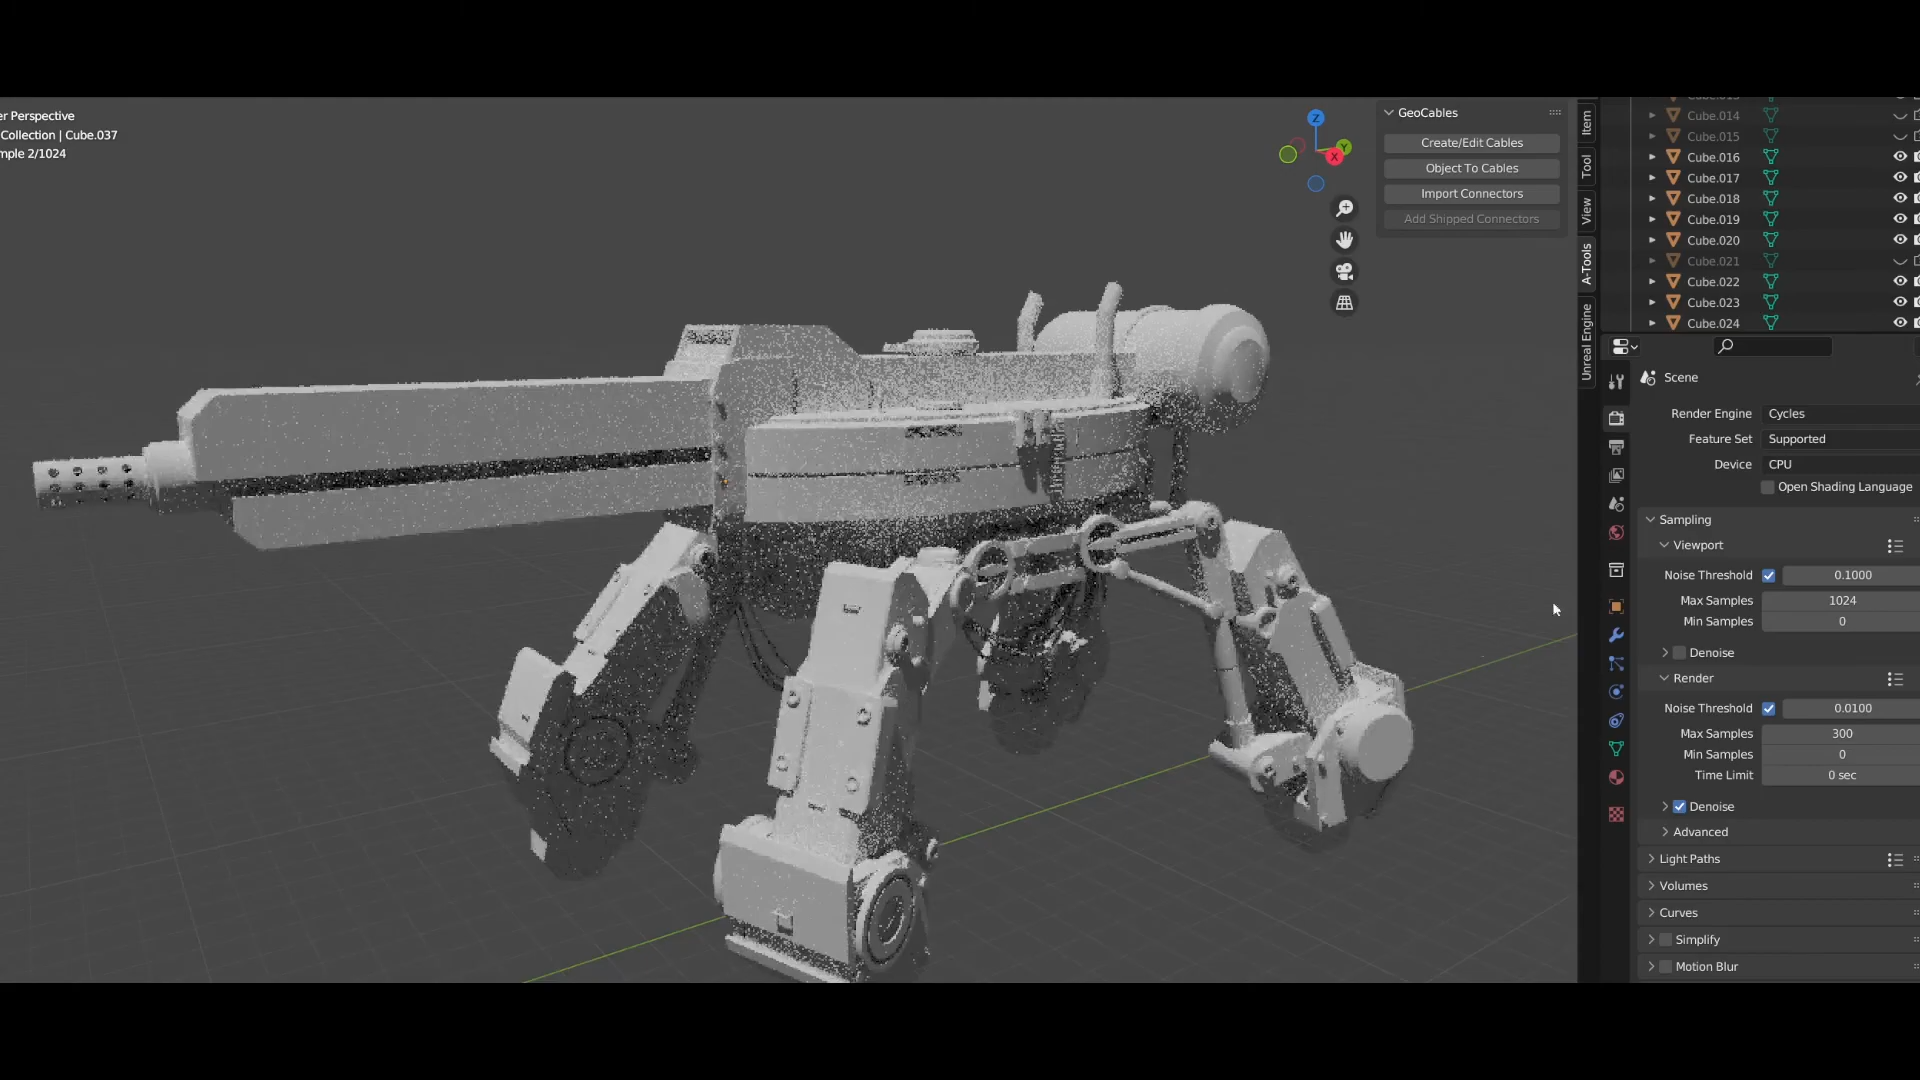 er Perspective
Collection | Cube.037
mple 2/1024
Z
Y
X
GeoCables
Create/Edit Cables
Object To Cables
Import Connectors
Add Shipped Connectors
Item
Tool
View
A-Tools
Unreal Engine
Cube.014
Cube.015
Cube.016
Cube.017
Cube.018
Cube.019
Cube.020
Cube.021
Cube.022
Cube.023
Cube.024
Scene
Render Engine Cycles
Feature Set Supported
Device CPU
Open Shading Language
Sampling
Viewport
Noise Threshold 0.1000
Max Samples 1024
Min Samples 0
Denoise
Render
Noise Threshold 0.0100
Max Samples 300
Min Samples 0
Time Limit 0 sec
Denoise
Advanced
Light Paths
Volumes
Curves
Simplify
Motion Blur